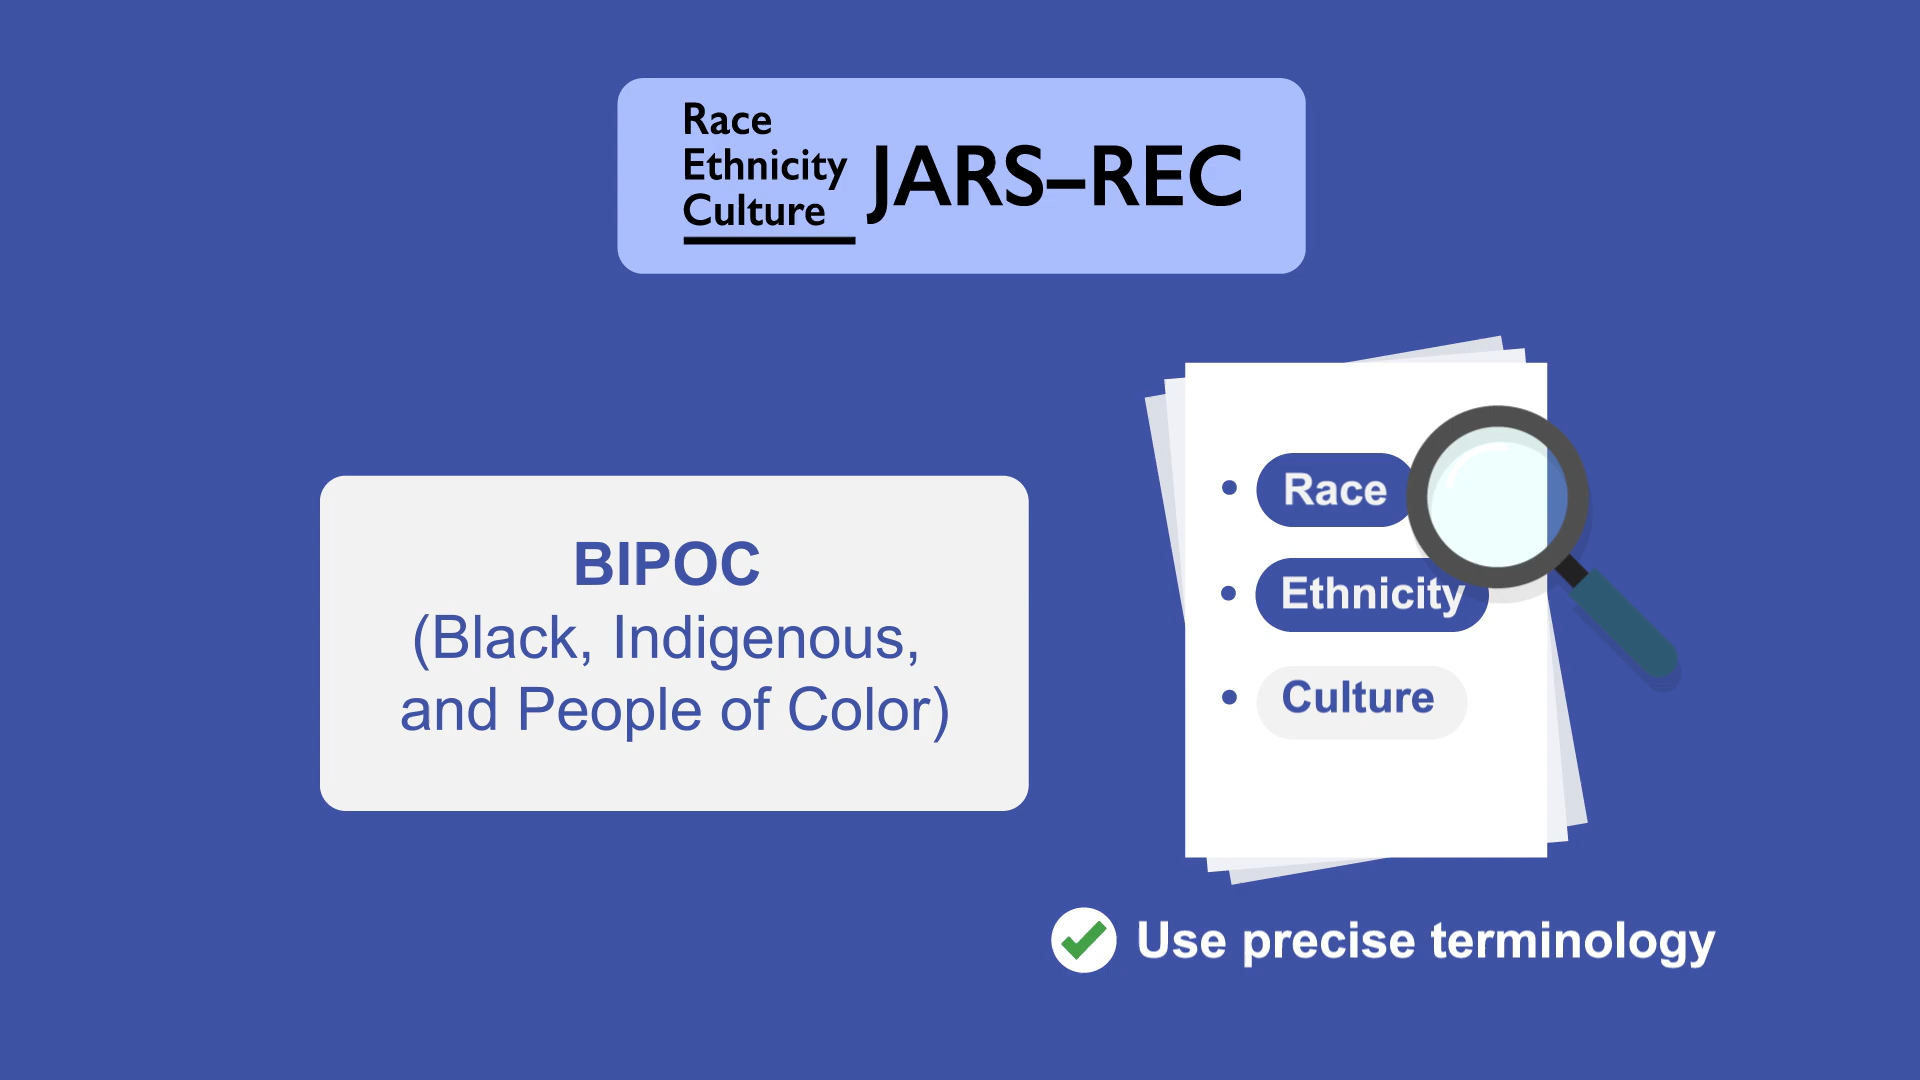 Race
Ethnicity
Culture
JARS–REC
BIPOC
(Black, Indigenous,
and People of Color)
• Race
• Ethnicity
• Culture
Use precise terminology